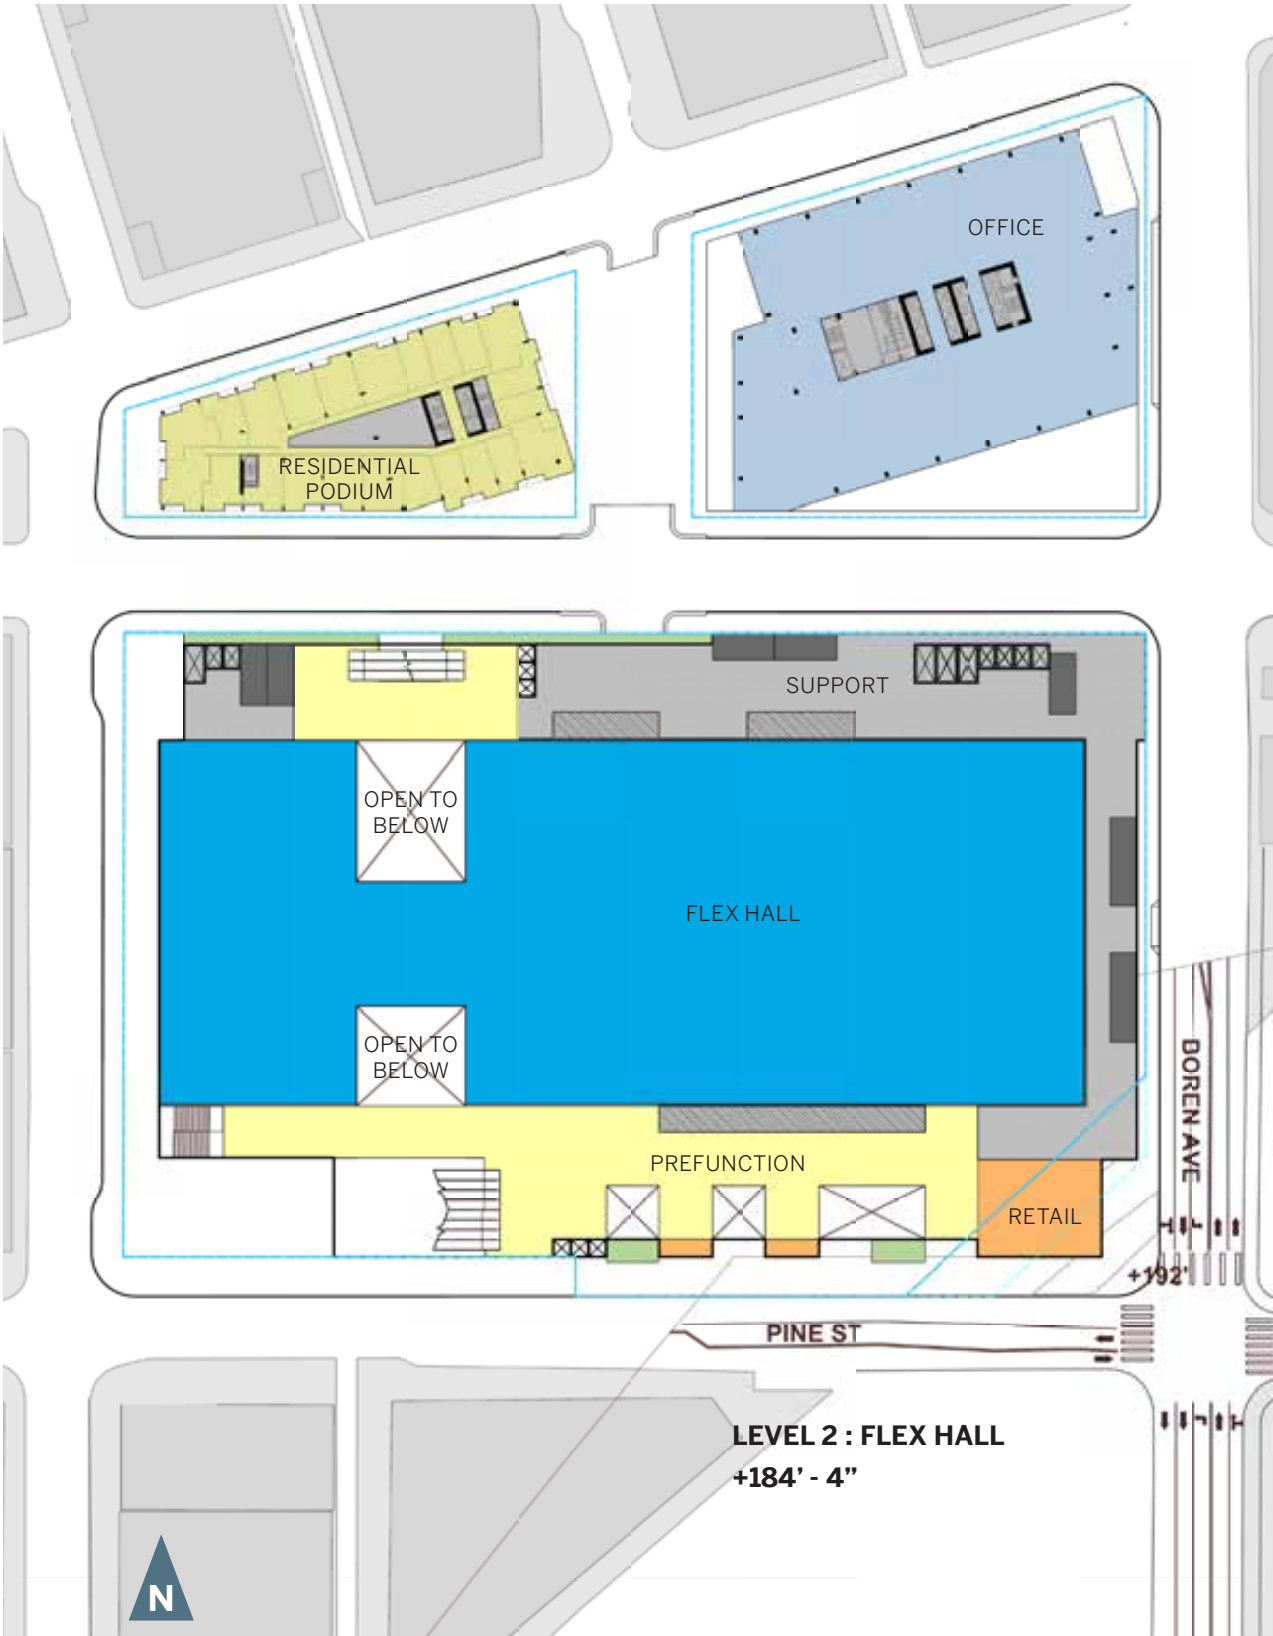 OFFICE
RESIDENTIAL
PODIUM
SUPPORT
OPEN TO
BELOW
FLEX HALL
OPEN TO
BELOW
BOREN AVE
PREFUNCTION
RETAIL
+192'
PINE ST
LEVEL 2 : FLEX HALL
+184’ - 4”
N